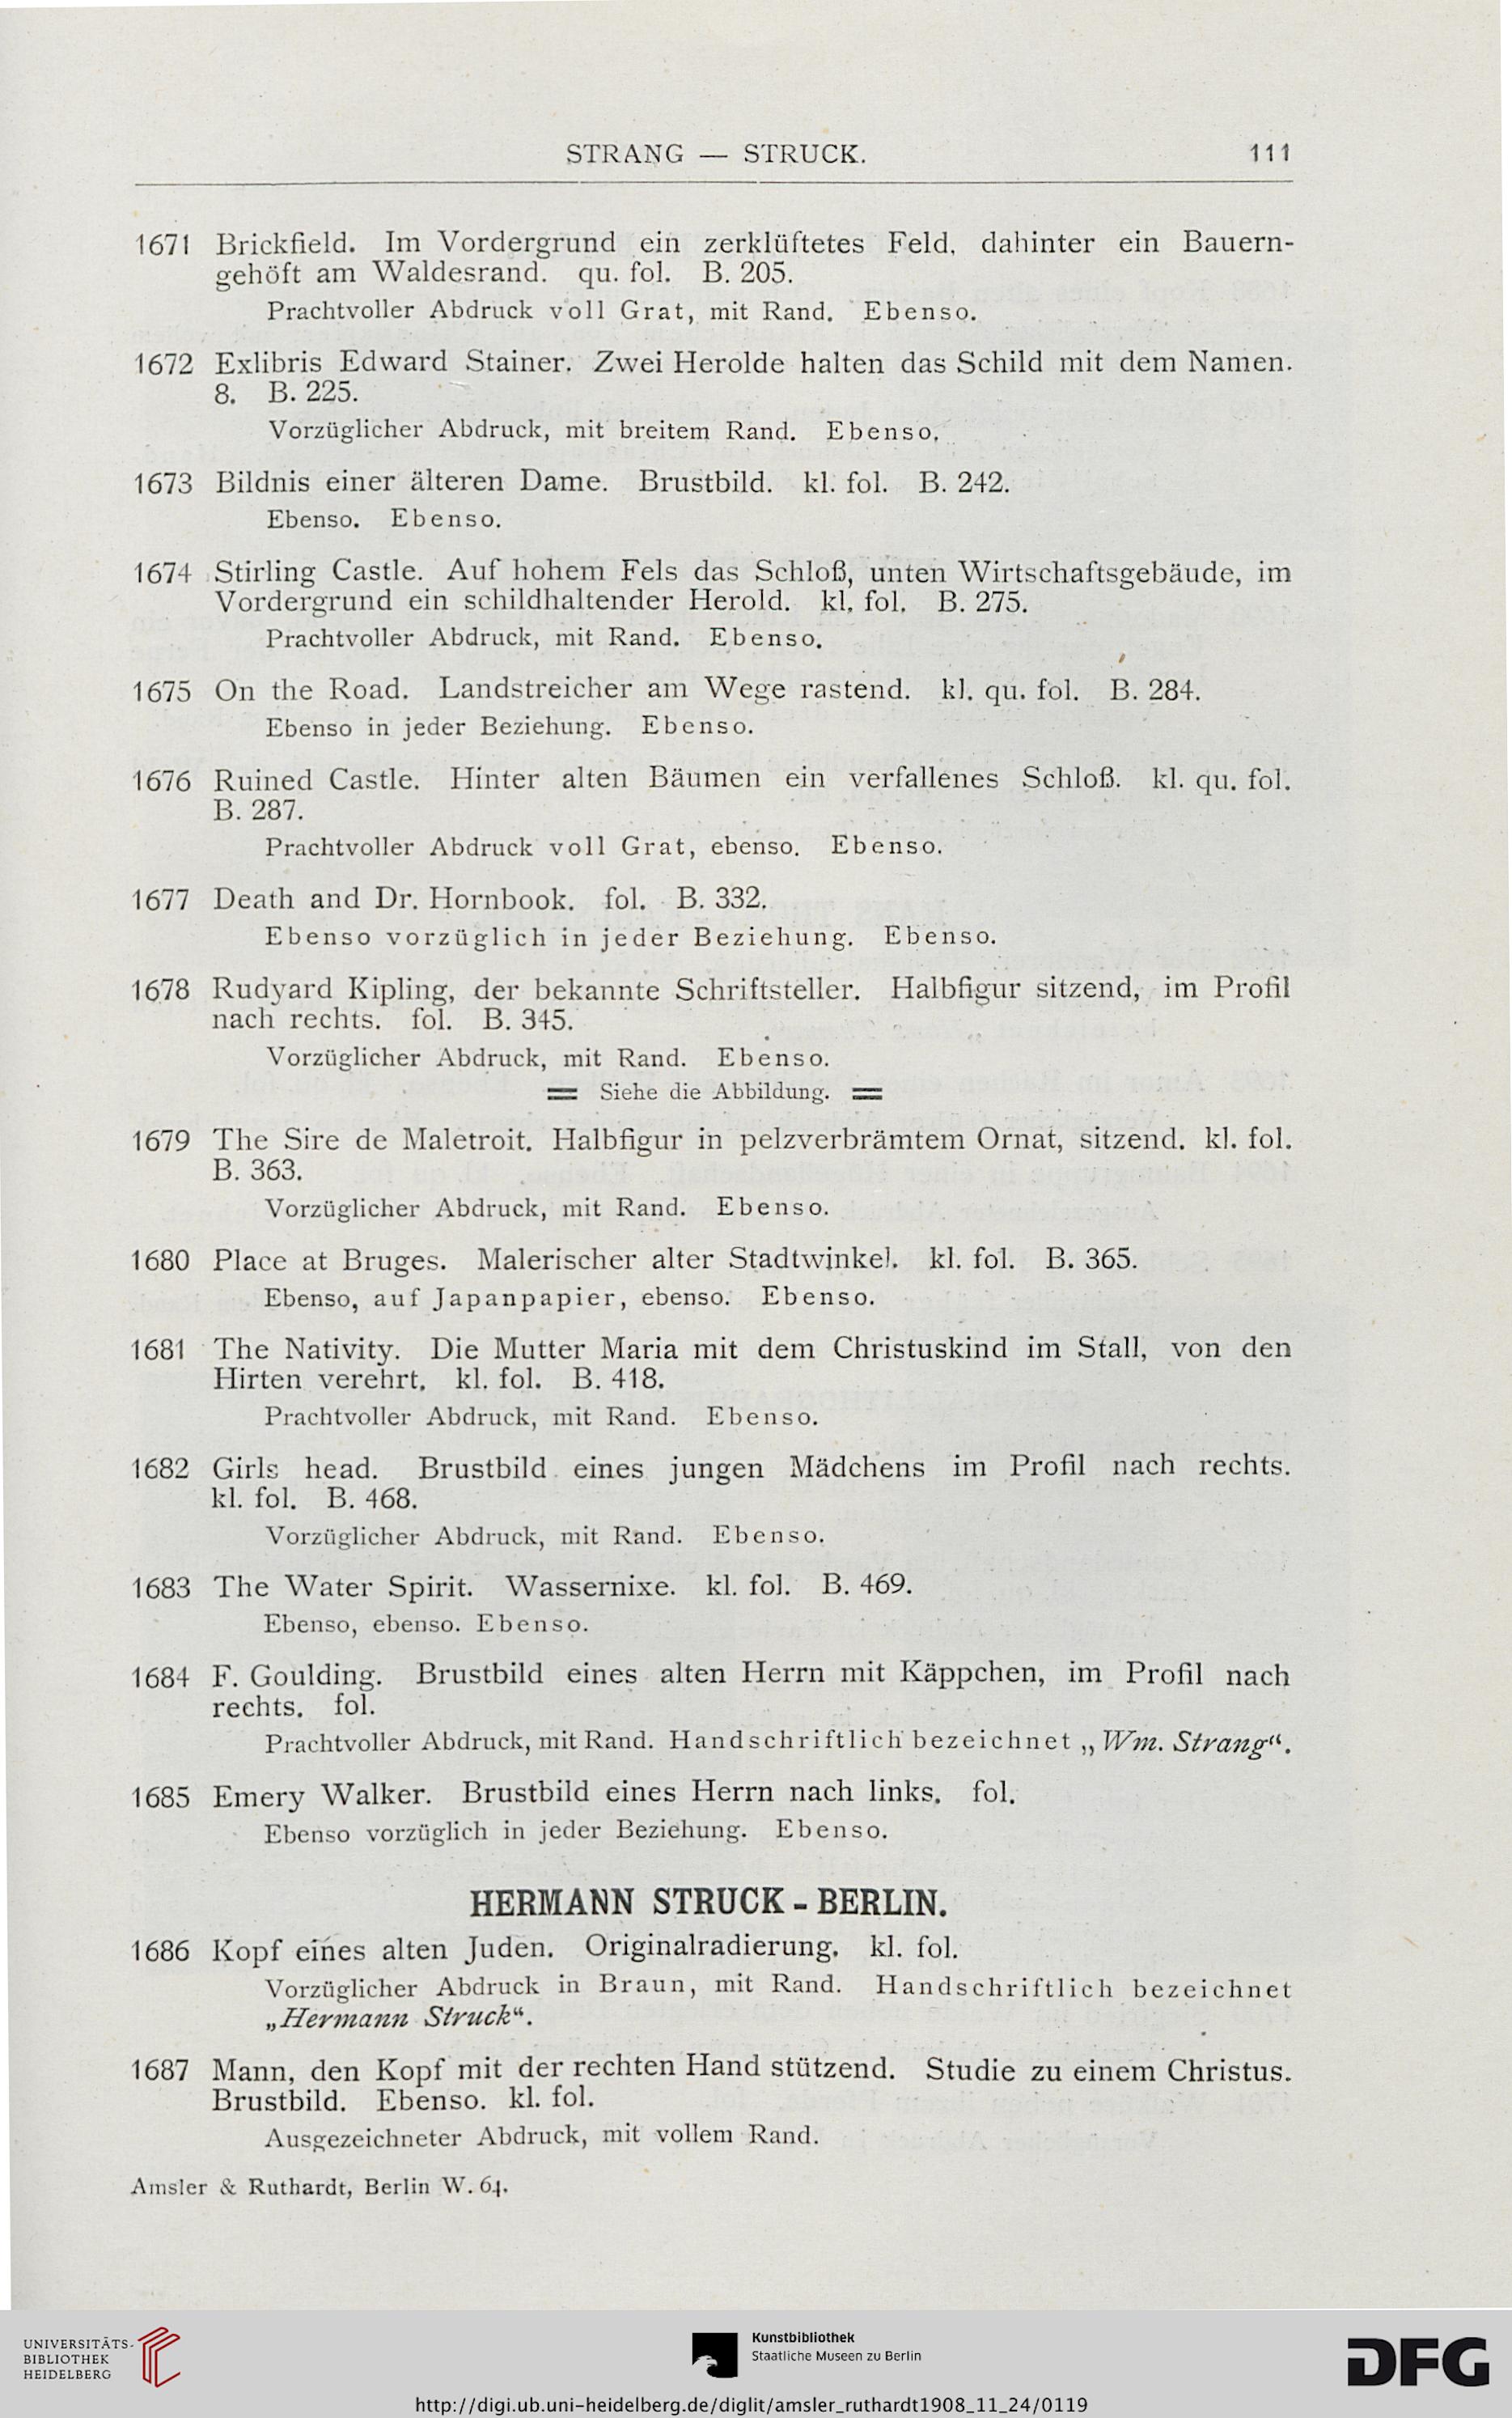 STRANG — STRUCK. 111
1671 Brickfield. Im Vordergrund ein zerklüftetes Feld, dahinter ein Bauern-
gehöft am Waldesrand. qu. fol. B. 205.
Prachtvoller Abdruck voll Grat, mit Rand. Ebenso.
1672 Exlibris Edward Stainer. Zwei Herolde halten das Schild mit dem Namen.
8. B. 225.
Vorzüglicher Abdruck, mit breitem Rand. Ebenso.
1673 Bildnis einer älteren Dame. Brustbild. kl. fol. B. 242.
Ebenso. Ebenso.
1674 Stirling Castle. Auf hohem Fels das Schloß, unten Wirtschaftsgebäude, im
Vordergrund ein schildhaltender Herold. kl. fol. B. 275.
Prachtvoller Abdruck, mit Rand. Ebenso.
1675 On the Road. Landstreicher am Wege rastend. kl. qu. fol. B. 284.
Ebenso in jeder Beziehung. Ebenso.
1676 Ruined Castle. Hinter alten Bäumen ein verfallenes Schloß. kl. qu. fol.
B. 287.
Prachtvoller Abdruck voll Grat, ebenso. Ebenso.
1677 Death and Dr. Hornbook. fol. B. 332.
Ebenso vorzüglich in jeder Beziehung. Ebenso.
1678 Rudyard Kipling, der bekannte Schriftsteller. Halbfigur sitzend, im Profil
nach rechts. fol. B. 345.
Vorzüglicher Abdruck, mit Rand. Ebenso.
= Siehe die Abbildung. =
1679 The Sire de Maletroit. Halbfigur in pelzverbrämtem Ornat, sitzend. kl. fol.
B. 363.
Vorzüglicher Abdruck, mit Rand. Ebenso.
1680 Place at Bruges. Malerischer alter Stadtwinkel. kl. fol. B. 365.
Ebenso, auf Japanpapier, ebenso. Ebenso.
1681 The Nativity. Die Mutter Maria mit dem Christuskind im Stall, von den
Hirten verehrt. kl. fol. B. 418.
Prachtvoller Abdruck, mit Rand. Ebenso.
1682 Girls head. Brustbild eines jungen Mädchens im Profil nach rechts.
kl. fol. B. 468.
Vorzüglicher Abdruck, mit Rand. Ebenso.
1683 The Water Spirit. Wassernixe. kl. fol. B. 469.
Ebenso, ebenso. Ebenso.
1684 F. Goulding. Brustbild eines alten Herrn mit Käppchen, im Profil nach
rechts. fol.
Prachtvoller Abdruck, mit Rand. Handschriftlich bezeichnet „Wm. Strang“.
1685 Emery Walker. Brustbild eines Herrn nach links. fol.
Ebenso vorzüglich in jeder Beziehung. Ebenso.
HERMANN STRUCK - BERLIN.
1686 Kopf eines alten Juden. Originalradierung. kl. fol.
Vorzüglicher Abdruck in Braun, mit Rand. Handschriftlich bezeichnet
„Hermann Struck“.
1687 Mann, den Kopf mit der rechten Hand stützend. Studie zu einem Christus.
Brustbild. Ebenso. kl. fol.
Ausgezeichneter Abdruck, mit vollem Rand.
Amsler & Ruthardt, Berlin W. 64.
UNIVERSITÄTS-
BIBLIOTHEK
HEIDELBERG
Kunstbibliothek
Staatliche Museen zu Berlin
DFG
http://digi.ub.uni-heidelberg.de/diglit/amsler_ruthardt1908_11_24/0119